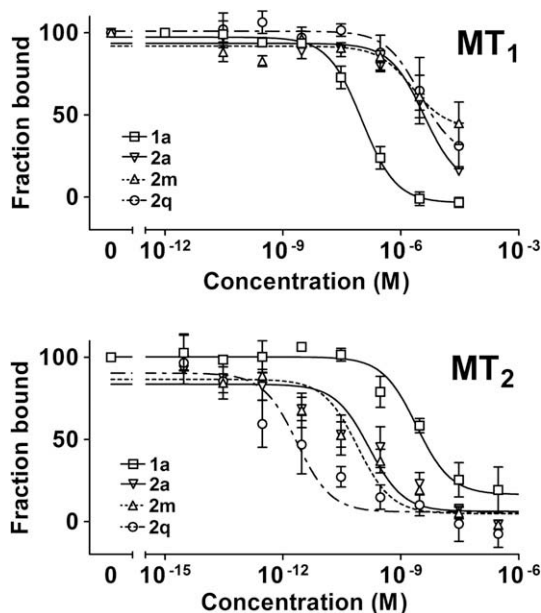 MT1
Fraction bound
100
50
0
1a
2a
2m
2q
0 10-12 10-9 10-6 10-3
Concentration (M)
MT2
Fraction bound
100
50
0
1a
2a
2m
2q
0 10-15 10-12 10-9 10-6
Concentration (M)